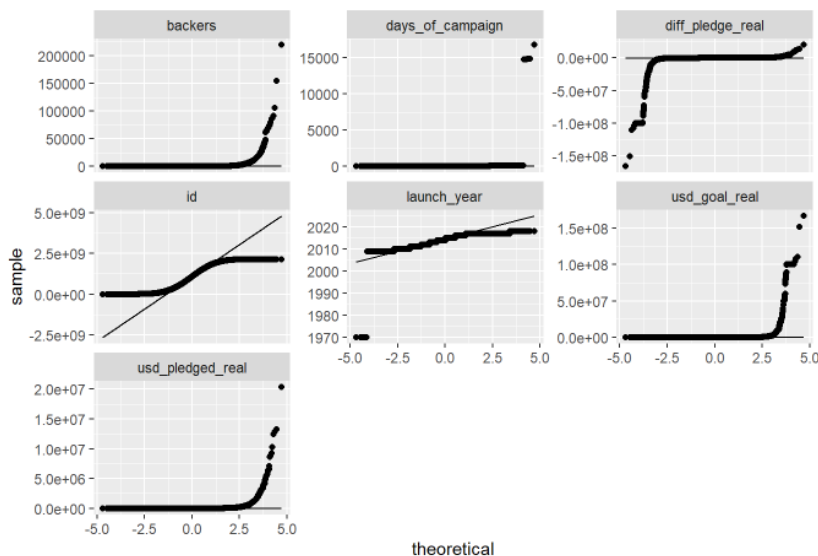 backers
days_of_campaign
diff_pledge_real
200000
150000
100000
50000
0
15000
10000
5000
0
0.0e+00
-5.0e+07
-1.0e+08
-1.5e+08
id
launch_year
usd_goal_real
5.0e+09
2.5e+09
0.0e+00
-2.5e+09
2020
2010
2000
1990
1980
1970
1.5e+08
1.0e+08
5.0e+07
0.0e+00
-5.0 -2.5 0.0 2.5 5.0
-5.0 -2.5 0.0 2.5 5.0
usd_pledged_real
2.0e+07
1.5e+07
1.0e+07
5.0e+06
0.0e+00
-5.0 -2.5 0.0 2.5 5.0
sample
theoretical